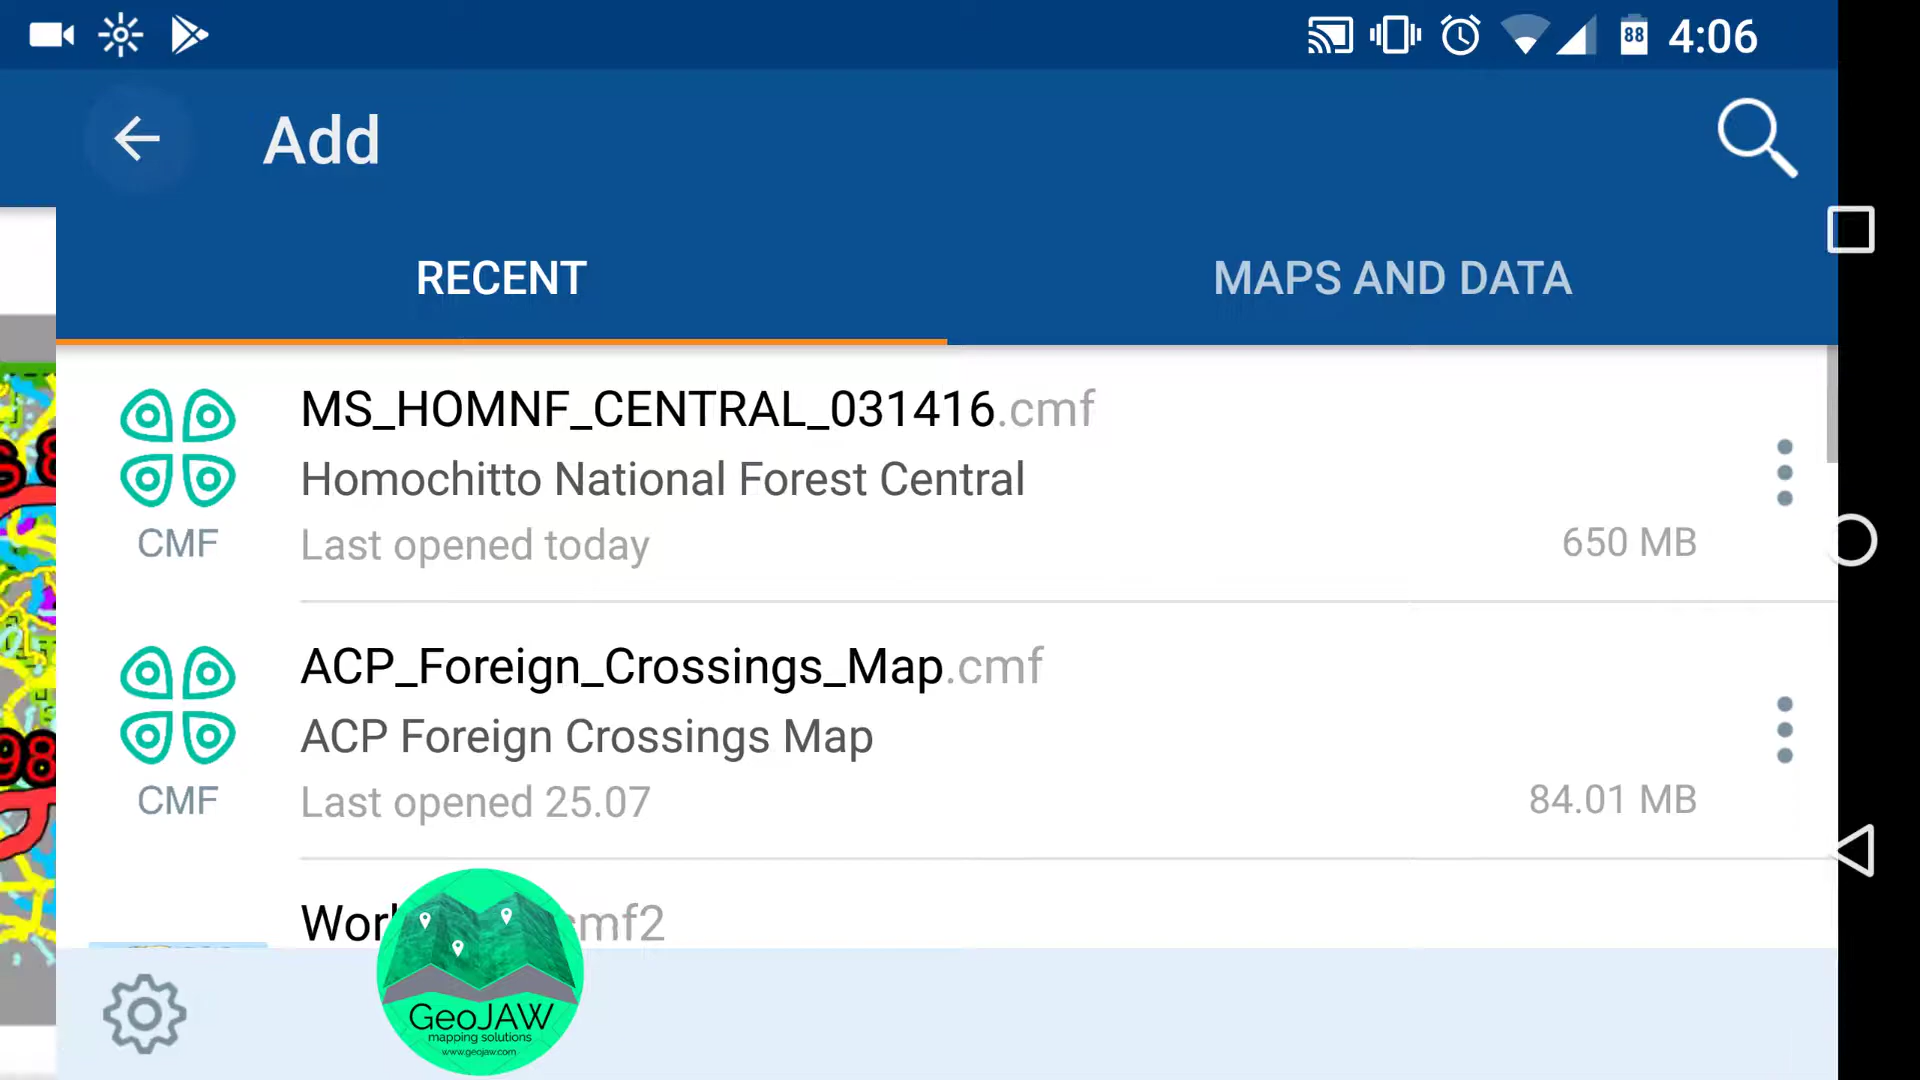 88 4:06
Add
RECENT
MAPS AND DATA
MS_HOMNF_CENTRAL_031416.cmf
Homochitto National Forest Central
CMF
Last opened today
650 MB
ACP_Foreign_Crossings_Map.cmf
ACP Foreign Crossings Map
CMF
Last opened 25.07
84.01 MB
98
GeoJAW
mapping solutions
www.geojaw.com